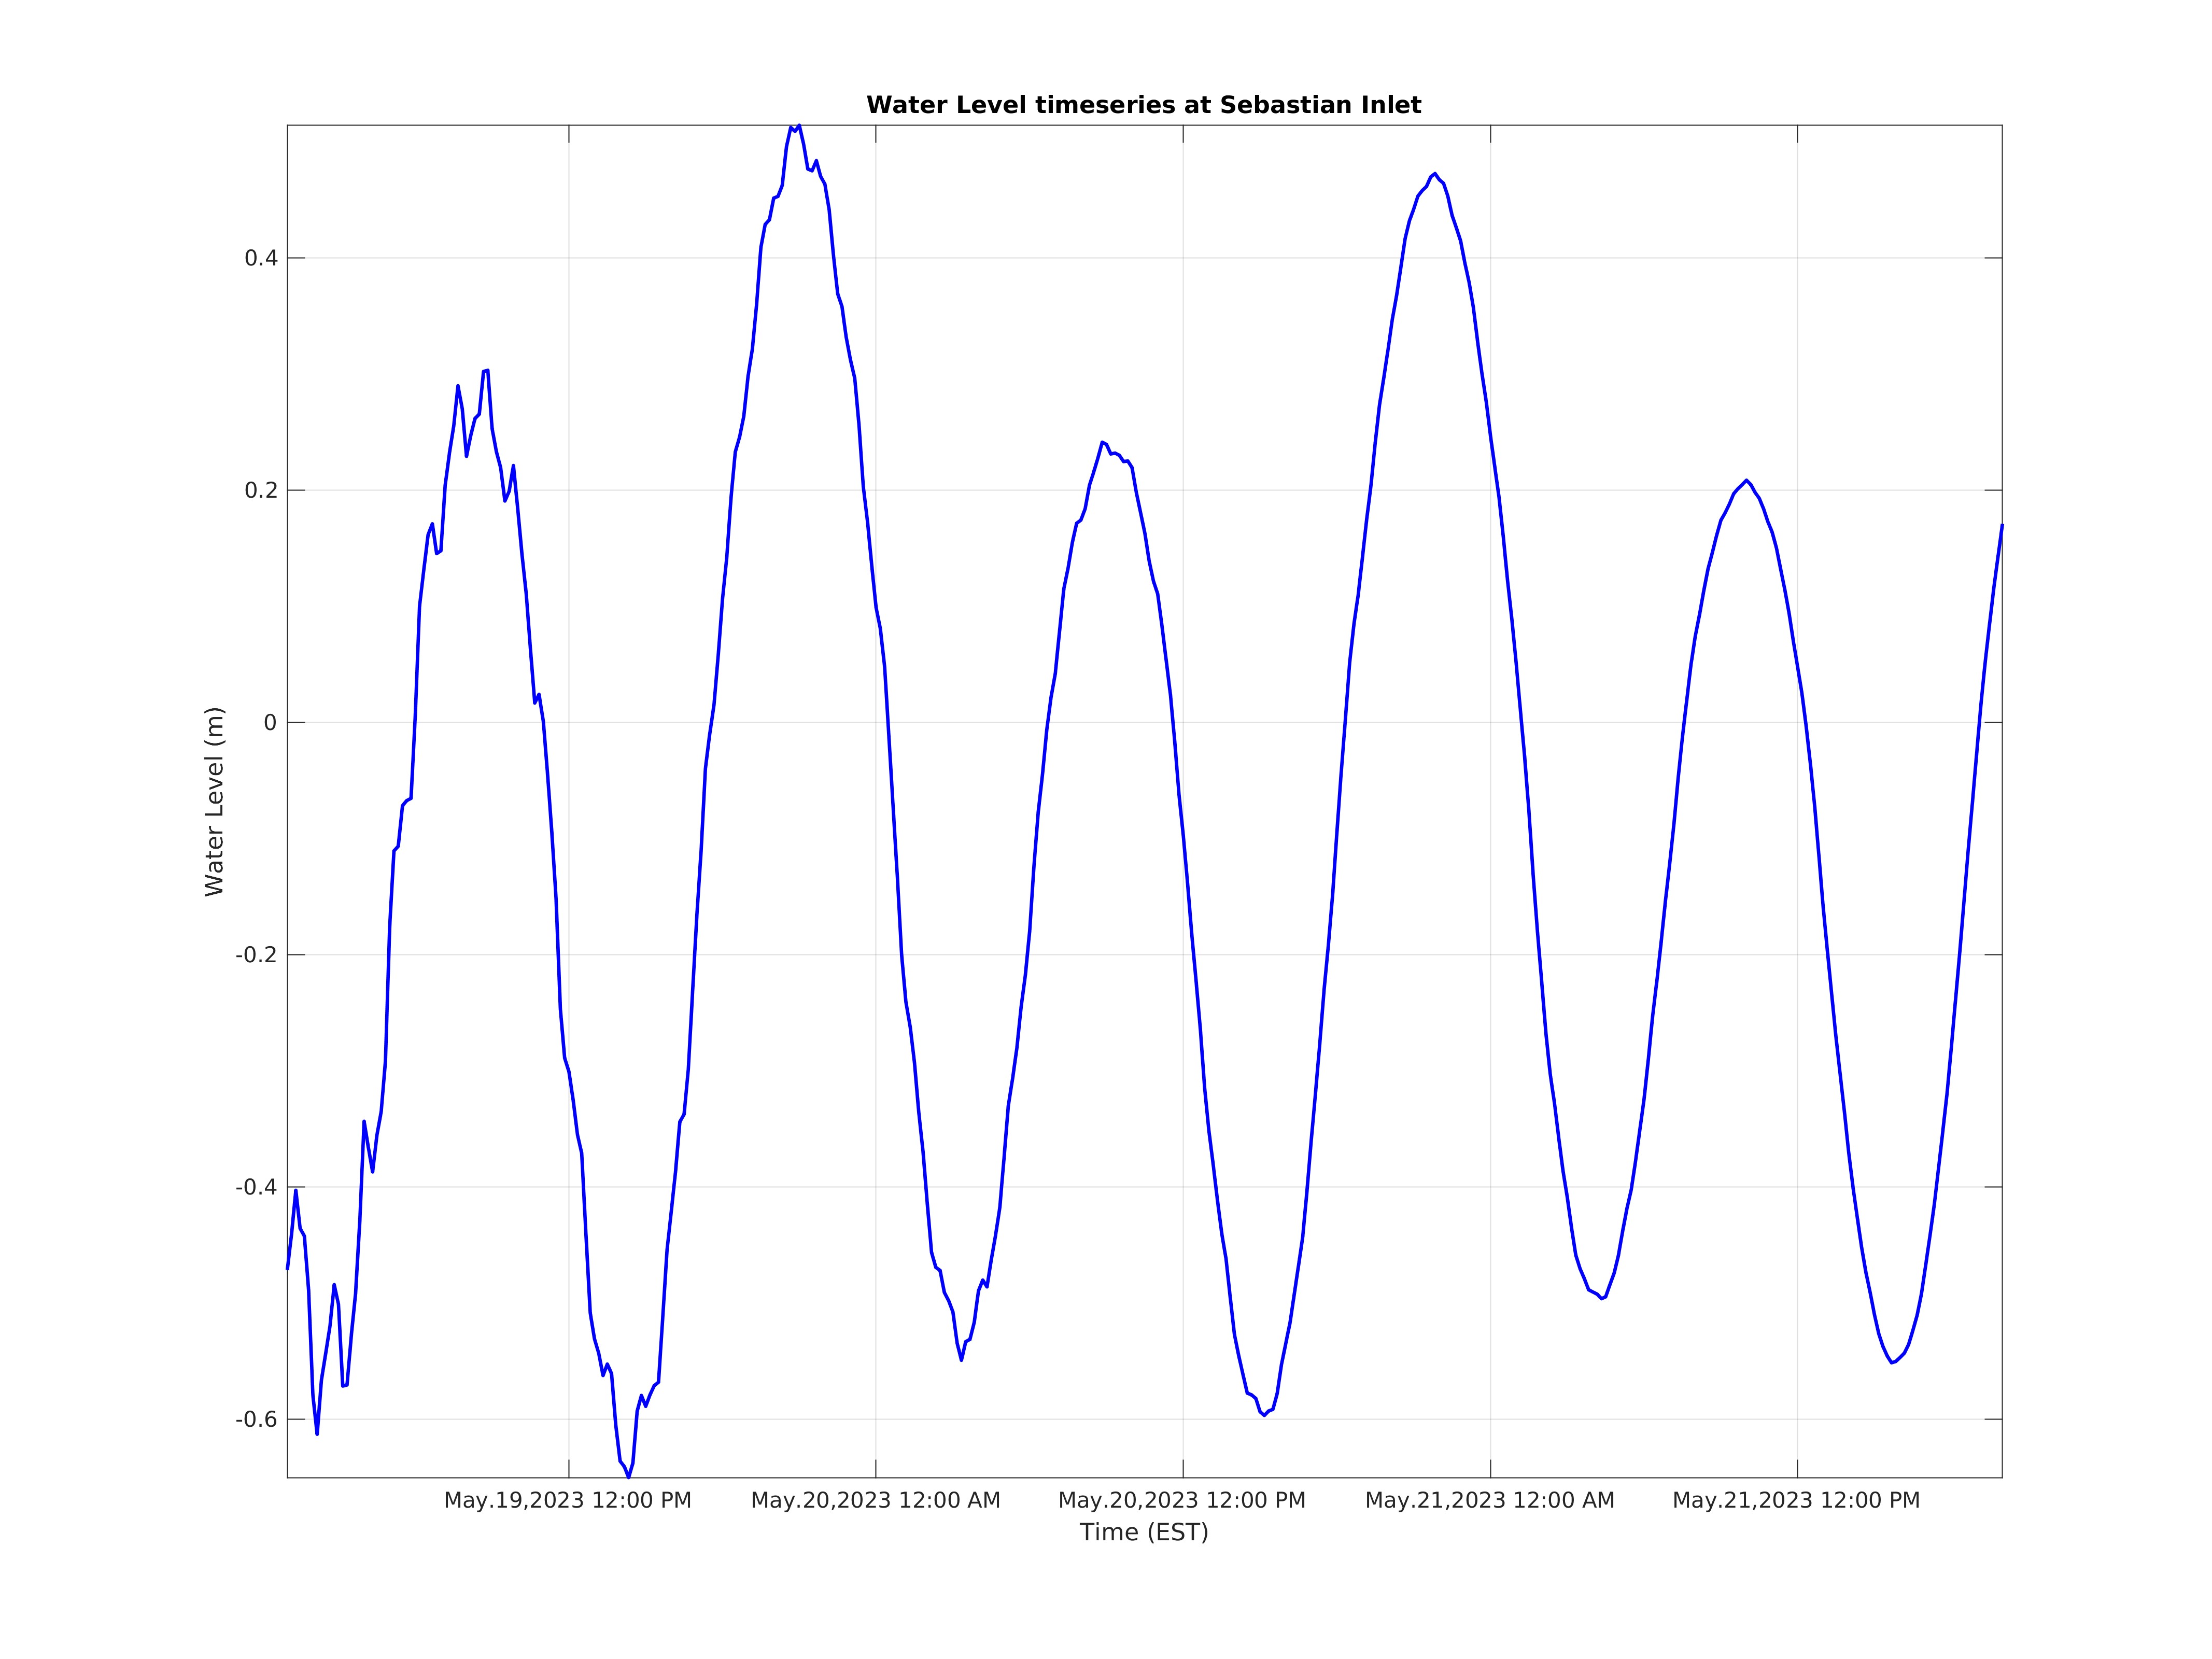 Water Level timeseries at Sebastian Inlet
0.4
0.2
0
-0.2
-0.4
-0.6
Water Level (m)
May.19,2023 12:00 PM
May.20,2023 12:00 AM
May.20,2023 12:00 PM
May.21,2023 12:00 AM
May.21,2023 12:00 PM
Time (EST)